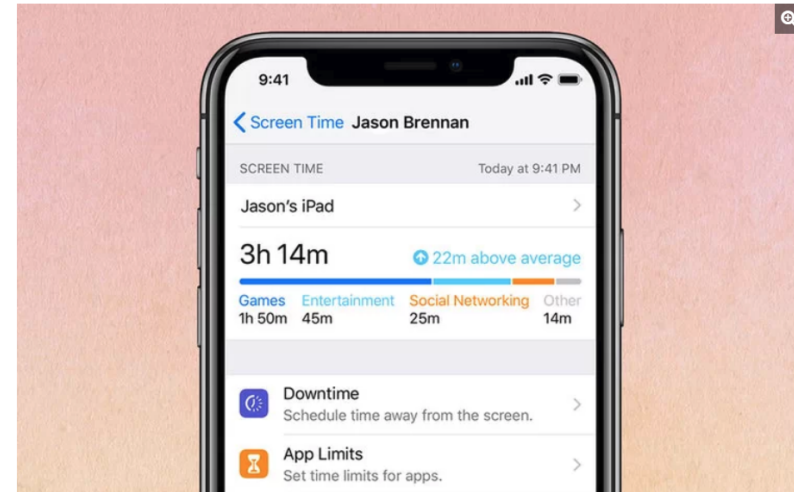 9:41
Screen Time Jason Brennan
SCREEN TIME Today at 9:41 PM
Jason's iPad
3h 14m 22m above average
Games Entertainment Social Networking Other
1h 50m 45m 25m 14m
Downtime
Schedule time away from the screen.
App Limits
Set time limits for apps.